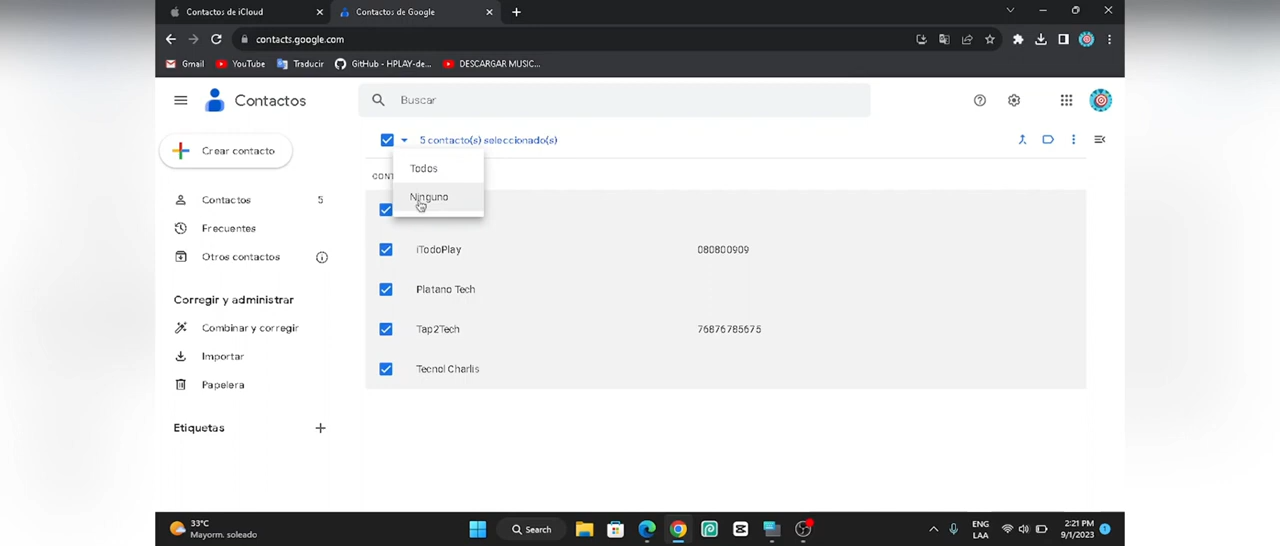 Contactos de iCloud
Contactos de Google
contacts.google.com
Gmail
YouTube
Traducir
GitHub - HPLAY-de...
DESCARGAR MUSIC...
Contactos
Buscar
Crear contacto
5 contacto(s) seleccionado(s)
Todos
Ninguno
CONT
Contactos 5
Frecuentes
Otros contactos
Corregir y administrar
Combinar y corregir
Importar
Papelera
Etiquetas
iTodoPlay 080800909
Platano Tech
Tap2Tech 76876785675
Tecnol Charlis
33°C
Mayorm. soleado
Search
ENG
LAA
2:21 PM
9/1/2023
1